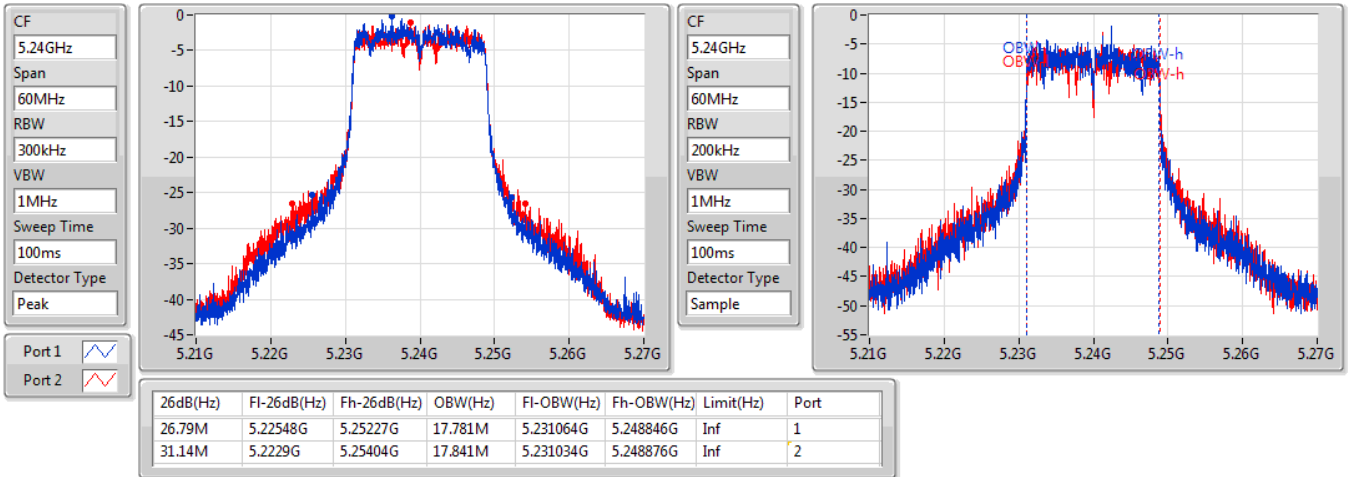 CF
5.24GHz
Span
60MHz
RBW
300kHz
VBW
1MHz
Sweep Time
100ms
Detector Type
Peak
Port 1
Port 2
0
-5
-10
-15
-20
-25
-30
-35
-40
-45
5.21G 5.22G 5.23G 5.24G 5.25G 5.26G 5.27G
CF
5.24GHz
Span
60MHz
RBW
200kHz
VBW
1MHz
Sweep Time
100ms
Detector Type
Sample
0
-5
-10
-15
-20
-25
-30
-35
-40
-45
-50
-55
5.21G 5.22G 5.23G 5.24G 5.25G 5.26G 5.27G
26dB(Hz) Fl-26dB(Hz) Fh-26dB(Hz) OBW(Hz) Fl-OBW(Hz) Fh-OBW(Hz) Limit(Hz) Port
26.79M 5.22548G 5.25227G 17.781M 5.231064G 5.248846G Inf 1
31.14M 5.2229G 5.25404G 17.841M 5.231034G 5.248876G Inf 2